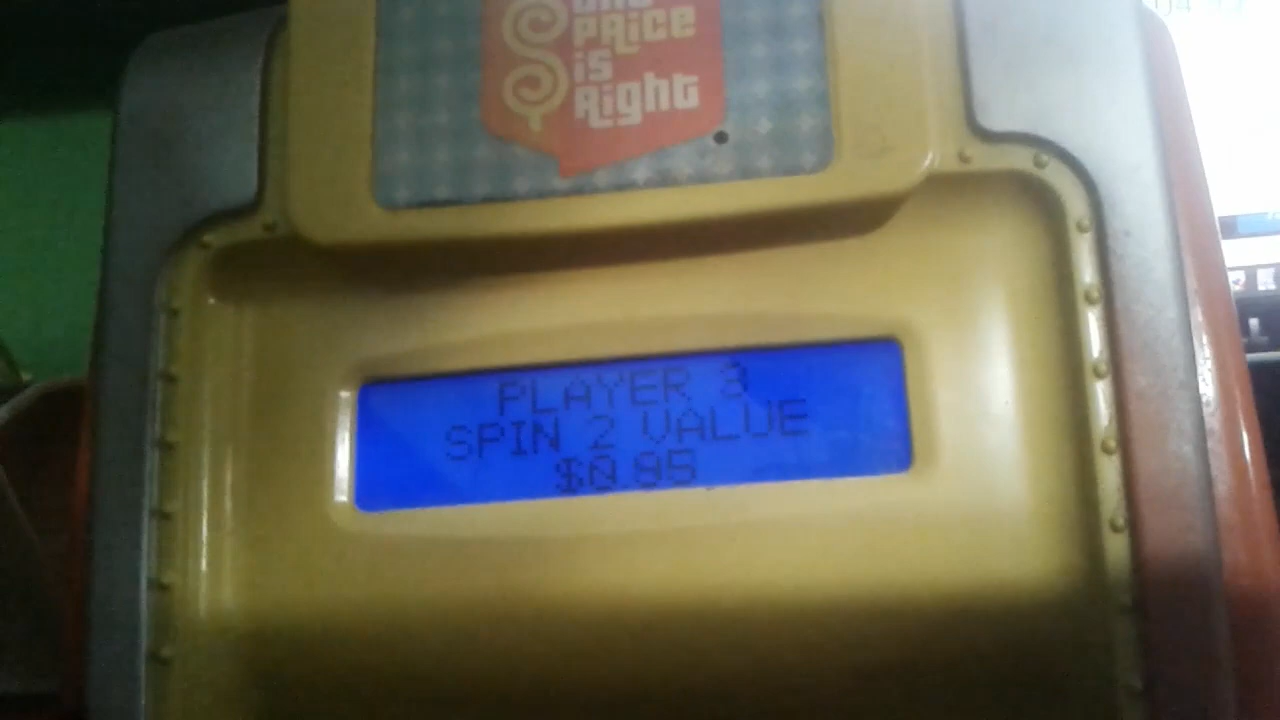 the
PRice
is
Right
PLAYER 3
SPIN 2 VALUE
$0.85